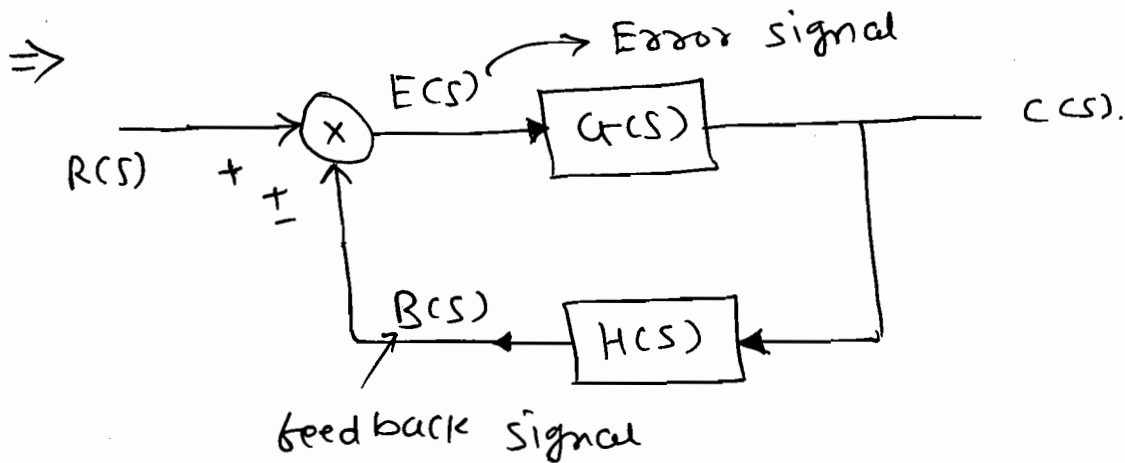 ⇒
Error signal
E(S)
G(S)
C(S).
R(S)
+
±
X
B(S)
H(S)
feedback signal